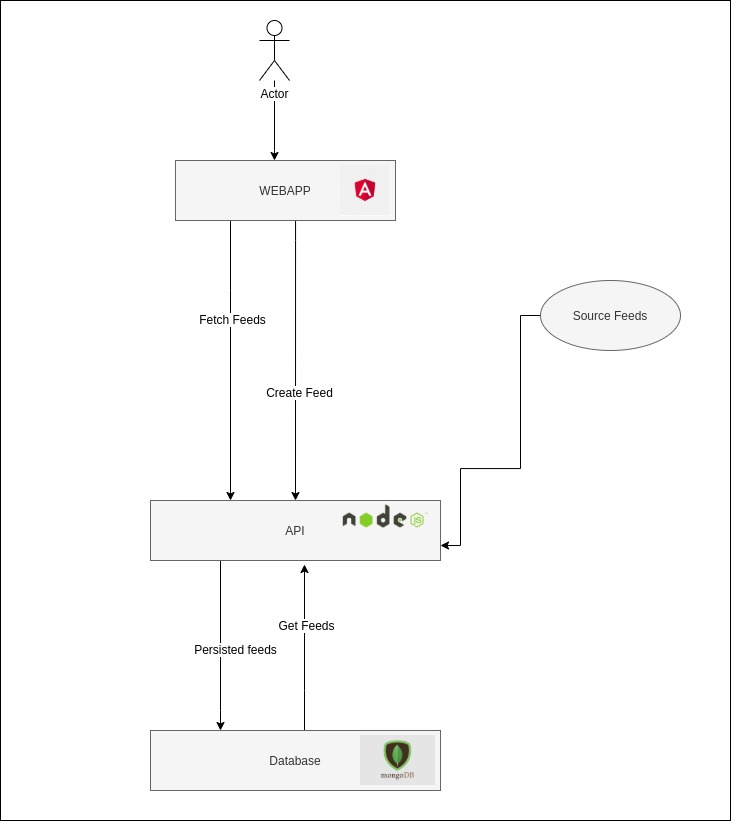 Actor
WEBAPP
Fetch Feeds
Source Feeds
Create Feed
node
JS
API
Get Feeds
Persisted feeds
Database
mongoDB